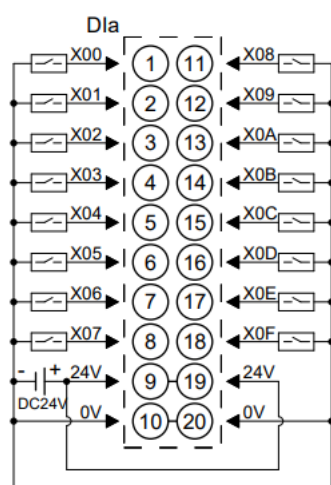 DIa
X00 1 11 X08
X01 2 12 X09
X02 3 13 X0A
X03 4 14 X0B
X04 5 15 X0C
X05 6 16 X0D
X06 7 17 X0E
X07 8 18 X0F
- + 24V 9 19 24V
DC24V
0V 10 20 0V